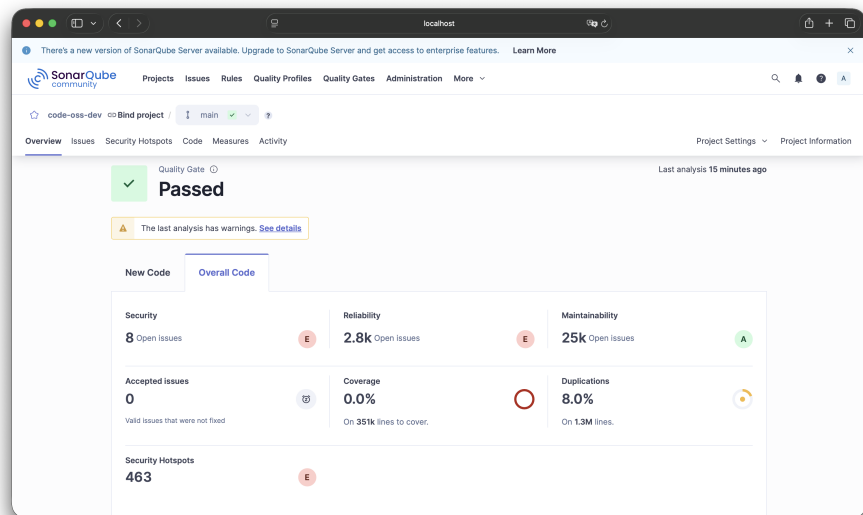 localhost
There's a new version of SonarQube Server available. Upgrade to SonarQube Server and get access to enterprise features. Learn More
SonarQube
community
Projects Issues Rules Quality Profiles Quality Gates Administration More
A
code-oss-dev Bind project / main
Overview Issues Security Hotspots Code Measures Activity Project Settings Project Information
Quality Gate
Passed
Last analysis 15 minutes ago
The last analysis has warnings. See details
New Code Overall Code
Security
8 Open issues E
Reliability
2.8k Open issues E
Maintainability
25k Open issues A
Accepted issues
0
Valid issues that were not fixed
Coverage
0.0%
On 351k lines to cover.
Duplications
8.0%
On 1.3M lines.
Security Hotspots
463 E